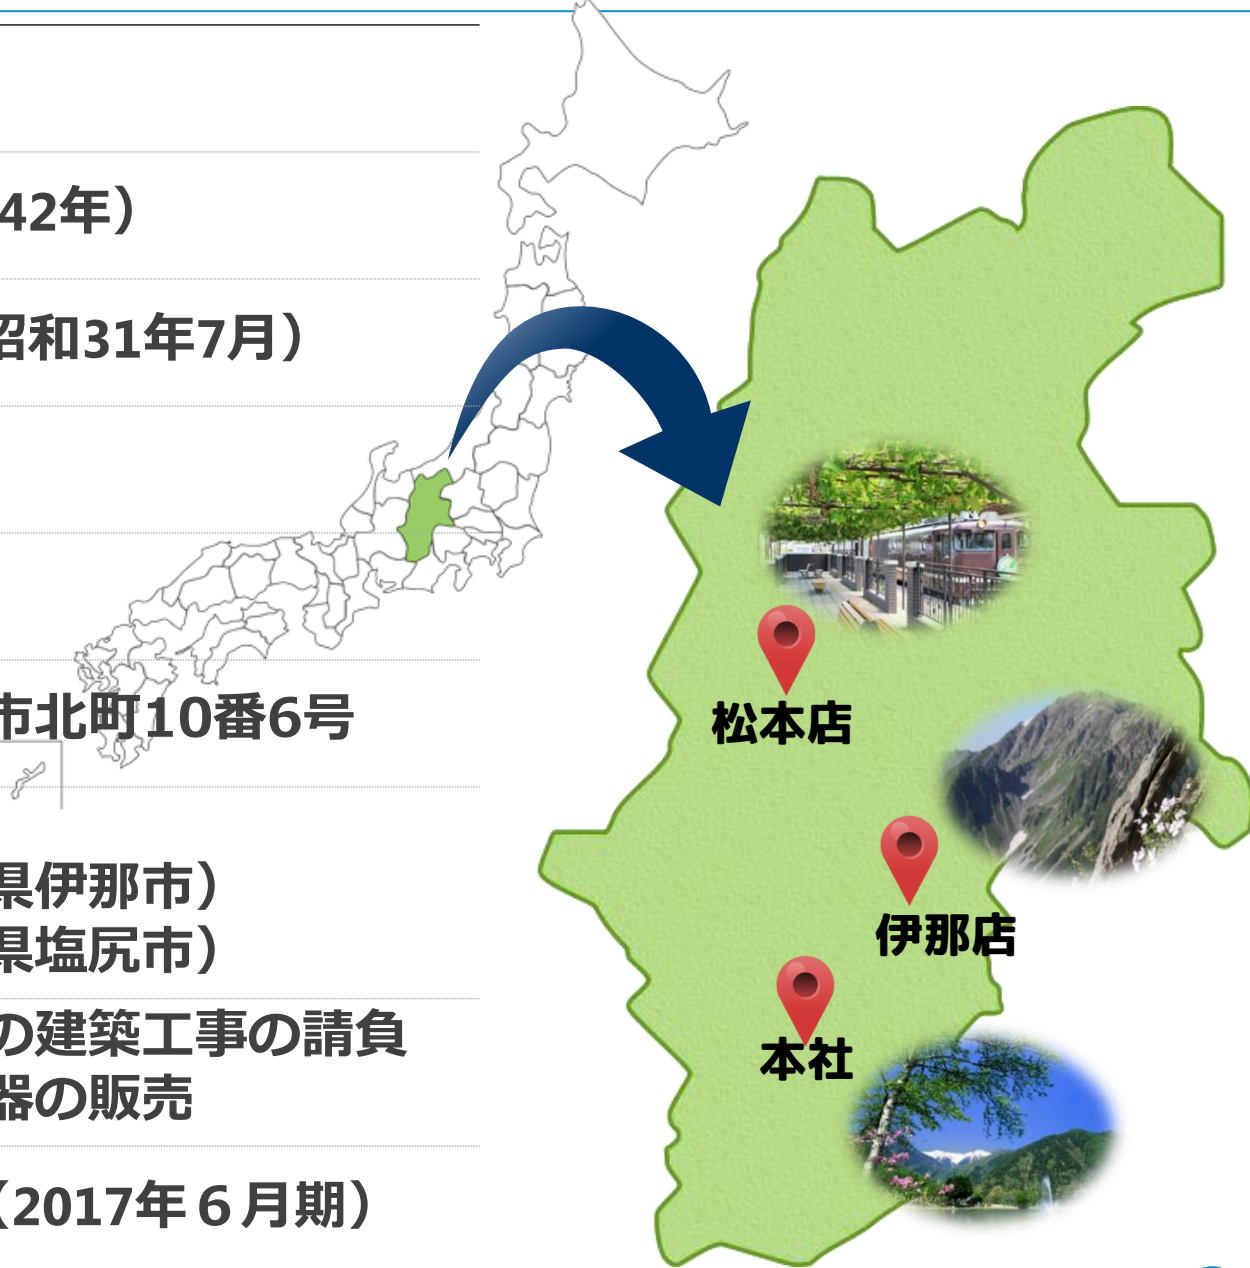 42年）
昭和31年7月）
市北町10番6号
県伊那市）
県塩尻市）
の建築工事の請負
器の販売
（2017年６月期）
松本店
伊那店
本社